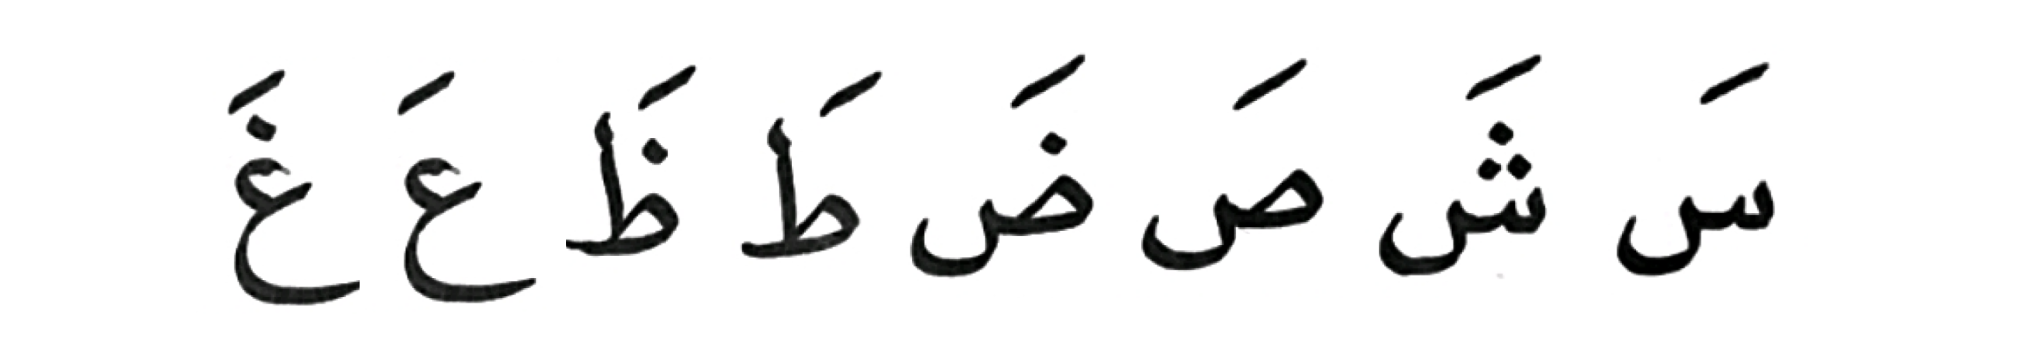 سَ شَ صَ ضَ طَ ظَ عَ غَ